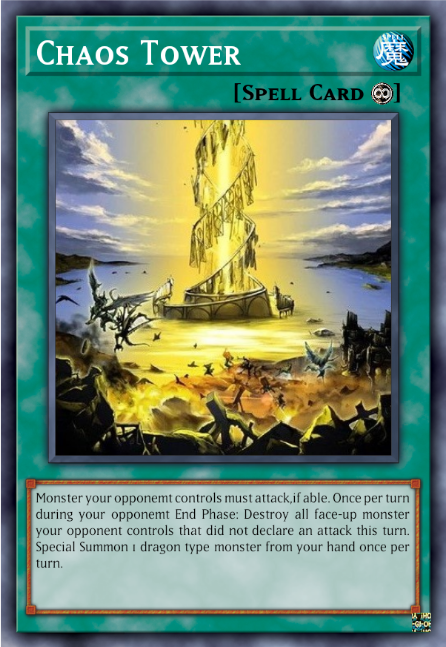 CHAOS TOWER
魔
[SPELL CARD ]
Monster your opponemt controls must attack,if able. Once per turn
during your opponemt End Phase: Destroy all face-up monster
your opponent controls that did not declare an attack this turn.
Special Summon 1 dragon type monster from your hand once per
turn.